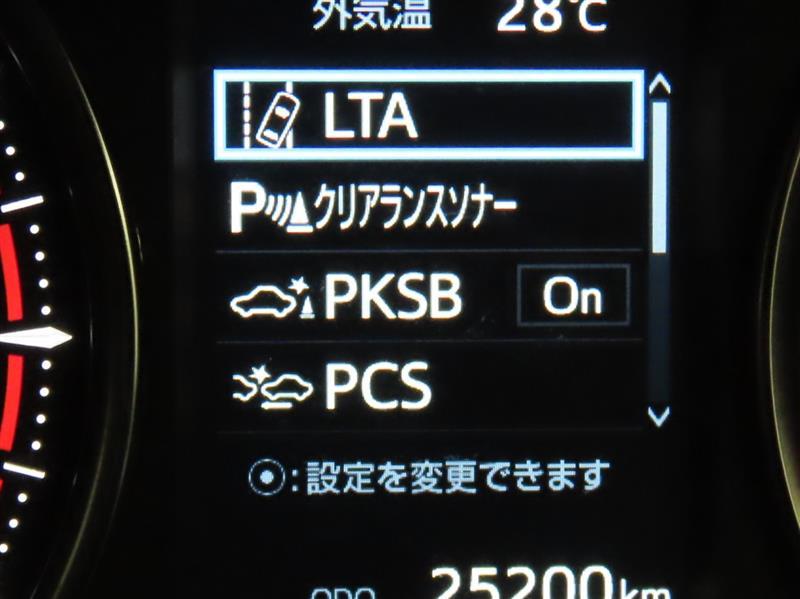 外気温 28℃
LTA
P クリアランスソナー
PKSB On
PCS
:設定を変更できます
ODO 25200km